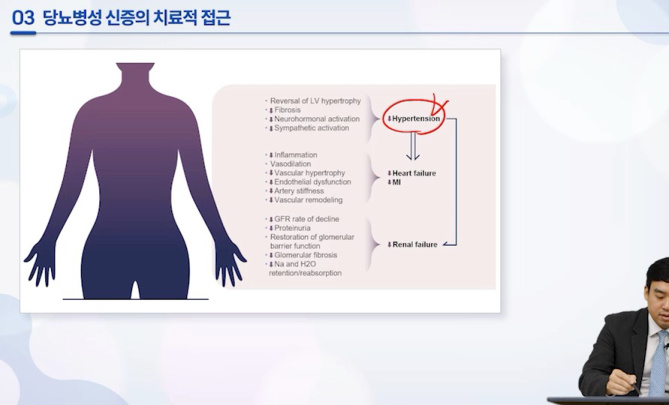 03 당뇨병성 신증의 치료적 접근
• Reversal of LV hypertrophy
• ⬇ Fibrosis
• ⬇ Neurohormonal activation
• ⬇ Sympathetic activation
⬇ Hypertension
• ⬇ Inflammation
• Vasodilation
• ⬇ Vascular hypertrophy
• ⬇ Endothelial dysfunction
• ⬇ Artery stiffness
• ⬇ Vascular remodeling
⬇ Heart failure
⬇ MI
• ⬇ GFR rate of decline
• ⬇ Proteinuria
• Restoration of glomerular
barrier function
• ⬇ Glomerular fibrosis
• ⬇ Na and H2O
retention/reabsorption
⬇ Renal failure